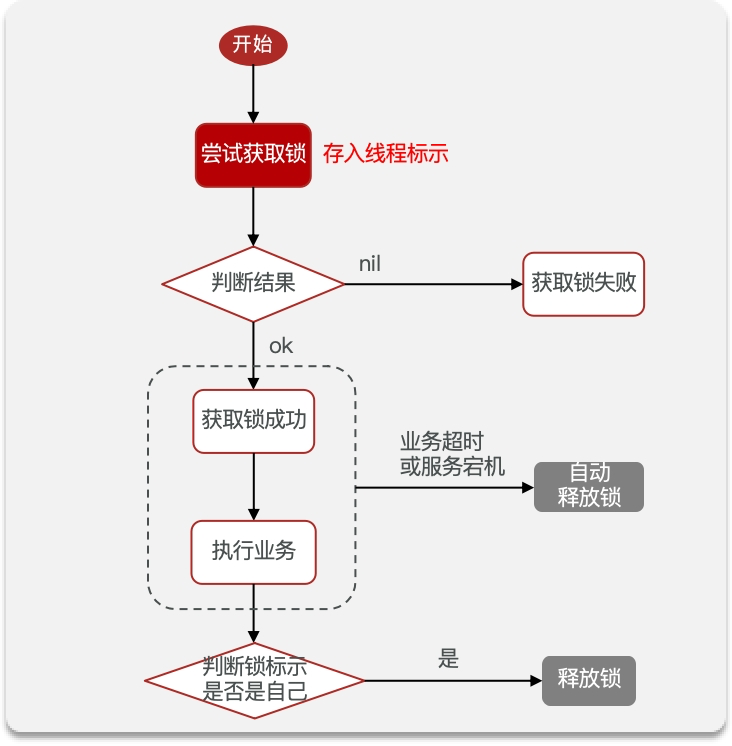 开始
尝试获取锁
存入线程标示
判断结果
nil
获取锁失败
ok
获取锁成功
业务超时
或服务宕机
自动
释放锁
执行业务
判断锁标示
是否是自己
是
释放锁